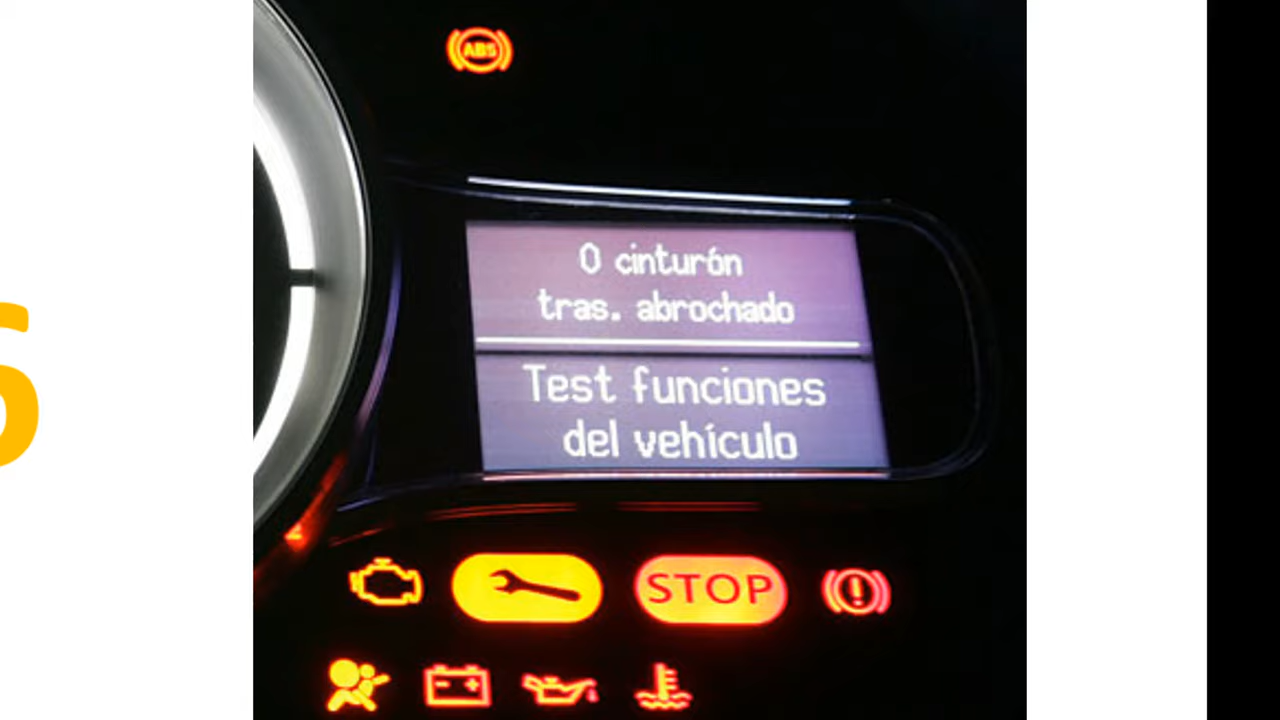 ABS
0 cinturón
tras. abrochado
Test funciones
del vehículo
STOP